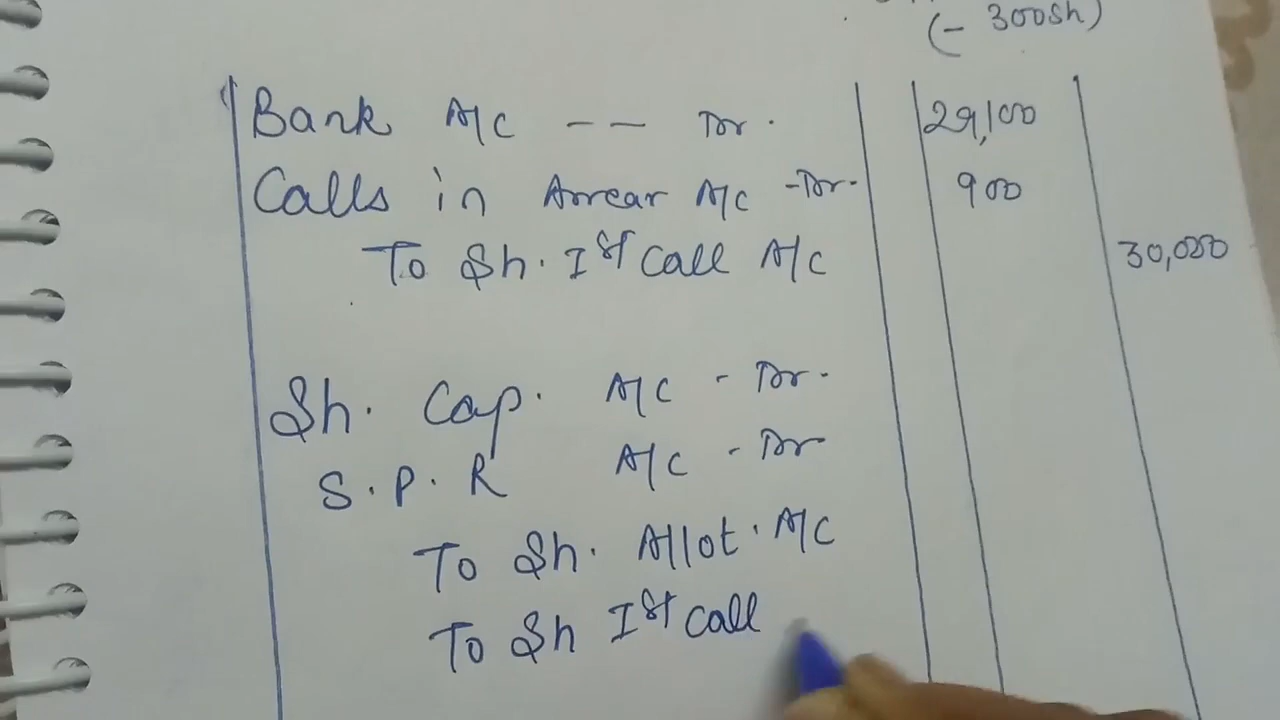 (- 300sh)
Bank A/c -- Dr. 29,100
Calls in Arrear A/c -Dr- 900
To Sh. Ist Call A/c 30,000
Sh. Cap. A/c - Dr.
S.P.R A/c - Dr
To Sh. Allot. A/c
To Sh Ist Call